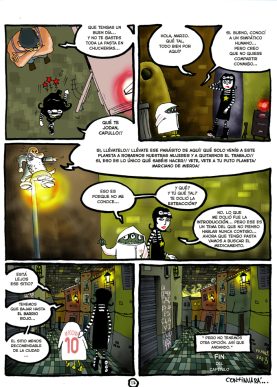 QUE TENGAS UN
BUEN DÍA...
...Y NO TE GASTES
TODA LA PASTA EN
CHUCHERÍAS...
QUE TE
JODAN,
CAPULLO!!
HOLA, MARZO.
QUÉ TAL,
TODO BIEN POR
AQUÍ?
SI, BUENO, CONOCÍ
A UN SIMPÁTICO
HUMANO...
PERO CREO
QUE NO QUIERE
COMPARTIR
CONMIGO...
EL LLÉVATELO!! LLÉVATE ESE PARÁSITO DE AQUÍ! QUÉ SOLO VENÍS A ESTE
PLANETA A ROBARNOS NUESTRAS MUJERES Y A QUITARNOS EL TRABAJO!!
SI, ESO ES LO ÚNICO QUE SABÉIS HACER!! VETE, VETE A TU PUTO PLANETA!
MARCIANO DE MIERDA!
ESO ES
PORQUE NO
ME CONOCE...
Y QUÉ?
Y TÚ QUÉ TAL?
TE DOLIÓ LA
EXTRACCIÓN?
NO, LO QUE
ME DOLIÓ FUE LA
INTRODUCCIÓN... PERO ESE ES
UN TEMA DEL QUE NO PIENSO
HABLAR NUNCA CONTIGO...
AHORA QUE TENGO PASTA
VAMOS A BUSCAR EL
MEDICAMENTO.
ESTÁ
LEJOS
ESE SITIO?
TENEMOS
QUE BAJAR HASTA
EL BARRIO
ROJO...
EL SITIO MENOS
RECOMENDABLE
DE LA CIUDAD
10
PERO NO TENEMOS
OTRA OPCIÓN, ASÍ QUE
ANDANDO.
FIN
CAPÍTULO
CONTINUARÁ...